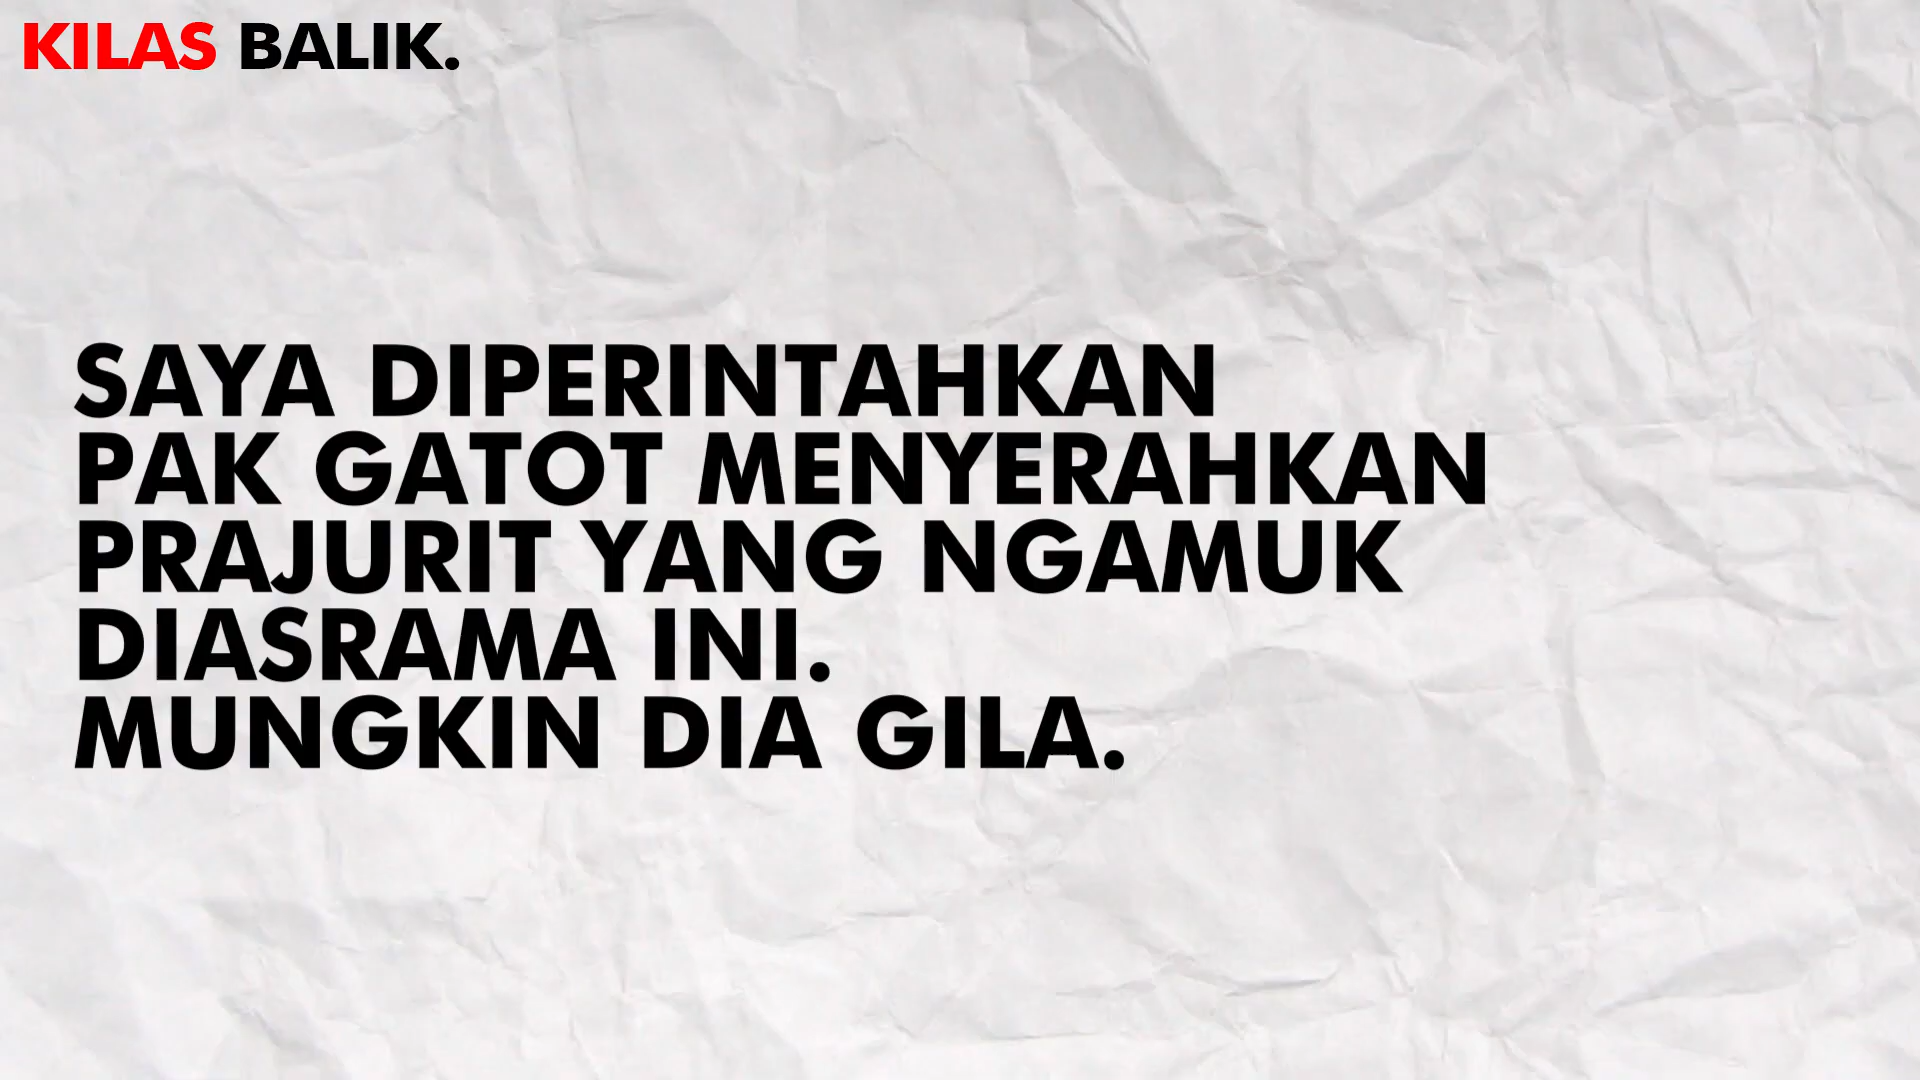 KILAS BALIK.
SAYA DIPERINTAHKAN
PAK GATOT MENYERAHKAN
PRAJURIT YANG NGAMUK
DIASRAMA INI.
MUNGKIN DIA GILA.